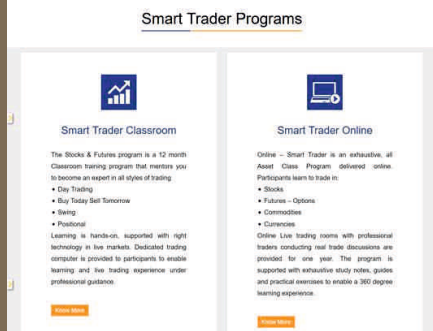 Smart Trader Programs
Smart Trader Classroom
The Stocks & Futures program is a 12 month
Classroom training program that mentors you
to become an expert in all styles of trading
• Day Trading
• Buy Today Sell Tomorrow
• Swing
• Positional
Learning is hands-on, supported with right
technology in live markets. Dedicated trading
computer is provided to participants to enable
learning and live trading experience under
professional guidance.
Know More
Smart Trader Online
Online – Smart Trader is an exhaustive, all
Asset Class Program delivered online.
Participants learn to trade in:
• Stocks
• Futures – Options
• Commodities
• Currencies
Online Live trading rooms with professional
traders conducting real trade discussions are
provided for one year. The program is
supported with exhaustive study notes, guides
and practical exercises to enable a 360 degree
learning experience.
Know More